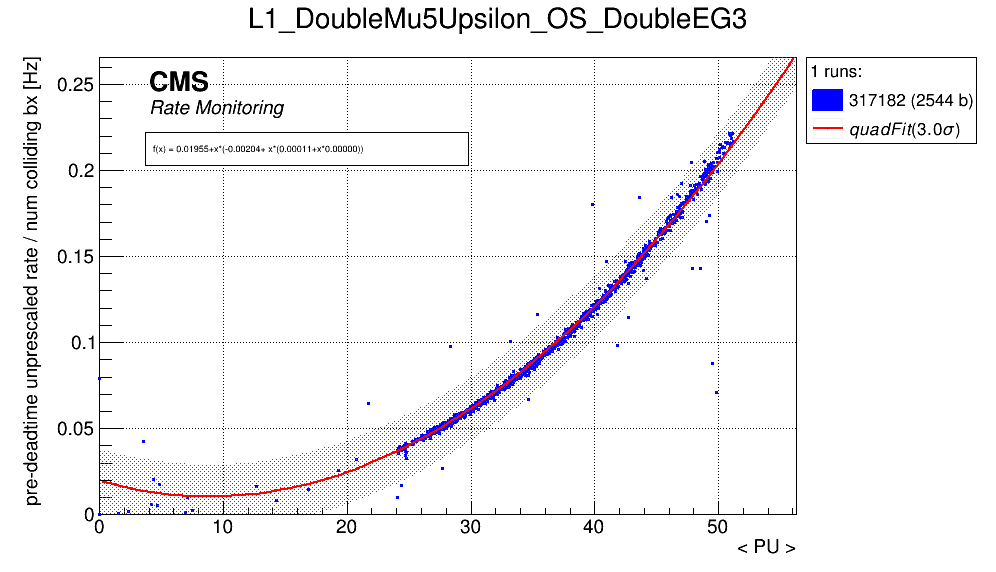 L1_DoubleMu5Upsilon_OS_DoubleEG3
pre-deadtime unprescaled rate / num colliding bx [Hz]
CMS
Rate Monitoring
f(x) = 0.01955+x*(-0.00204+ x*(0.00011+x*0.00000))
1 runs:
317182 (2544 b)
quadFit(3.0σ)
0.25
0.2
0.15
0.1
0.05
0
0 10 20 30 40 50
< PU >